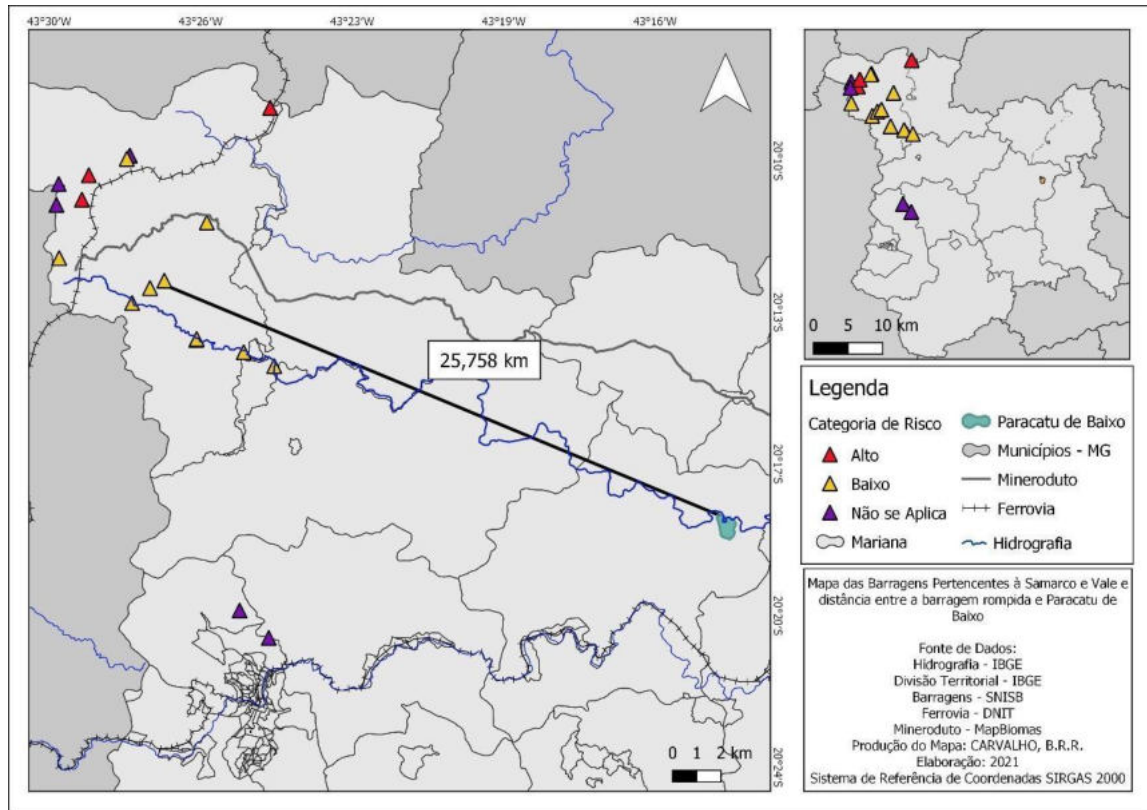 43°30'W 43°26'W 43°23'W 43°19'W 43°16'W
20°10'S
20°13'S
20°17'S
20°20'S
20°24'S
25,758 km
0 1 2 km
0 5 10 km
Legenda
Categoria de Risco
Alto
Baixo
Não se Aplica
Mariana
Paracatu de Baixo
Municípios - MG
Mineroduto
Ferrovia
Hidrografia
Mapa das Barragens Pertencentes à Samarco e Vale e
distância entre a barragem rompida e Paracatu de
Baixo
Fonte de Dados:
Hidrografia - IBGE
Divisão Territorial - IBGE
Barragens - SNISB
Ferrovia - DNIT
Mineroduto - MapBiomas
Produção do Mapa: CARVALHO, B.R.R.
Elaboração: 2021
Sistema de Referência de Coordenadas SIRGAS 2000